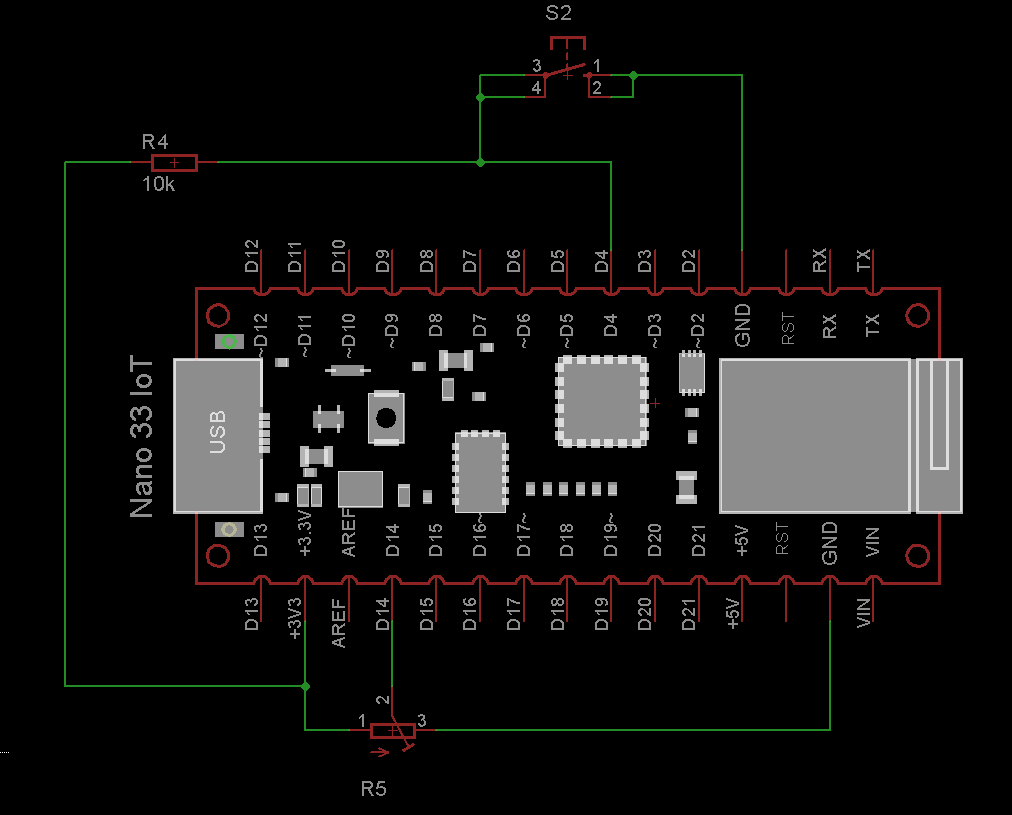 S2
3 1
4 2
R4
10k
D12 D11 D10 D9 D8 D7 D6 D5 D4 D3 D2 RX TX
~D12 ~D11 ~D10 ~D9 D8 D7 ~D6 ~D5 D4 ~D3 ~D2 GND RST RX TX
Nano 33 IoT
USB
D13 +3.3V AREF D14 D15 D16~ D17~ D18 D19~ D20 D21 +5V RST GND VIN
D13 +3V3 AREF D14 D15 D16 D17 D18 D19 D20 D21 +5V VIN
2
1 3
R5